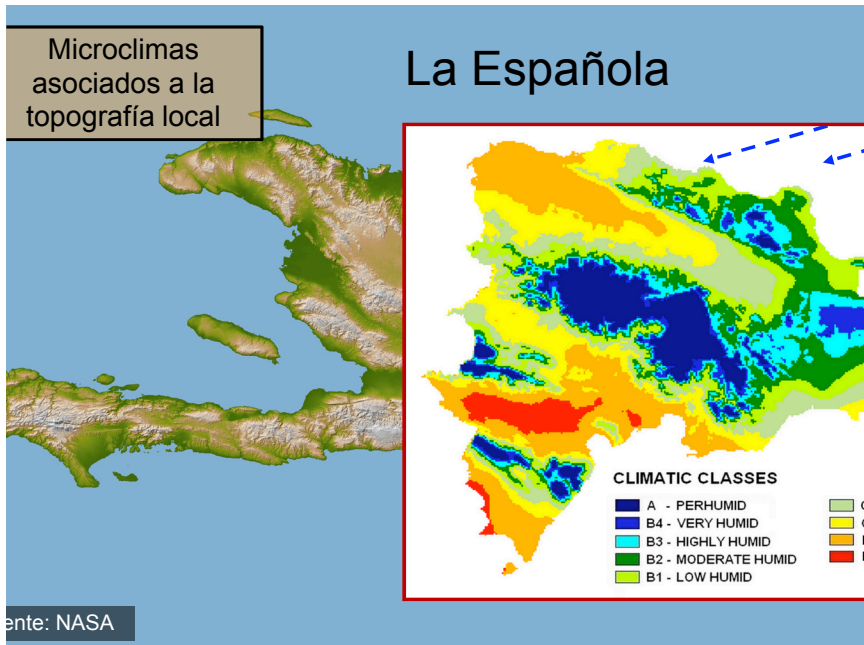 Microclimas
asociados a la
topografía local
La Española
CLIMATIC CLASSES
A - PERHUMID
B4 - VERY HUMID
B3 - HIGHLY HUMID
B2 - MODERATE HUMID
B1 - LOW HUMID
ente: NASA